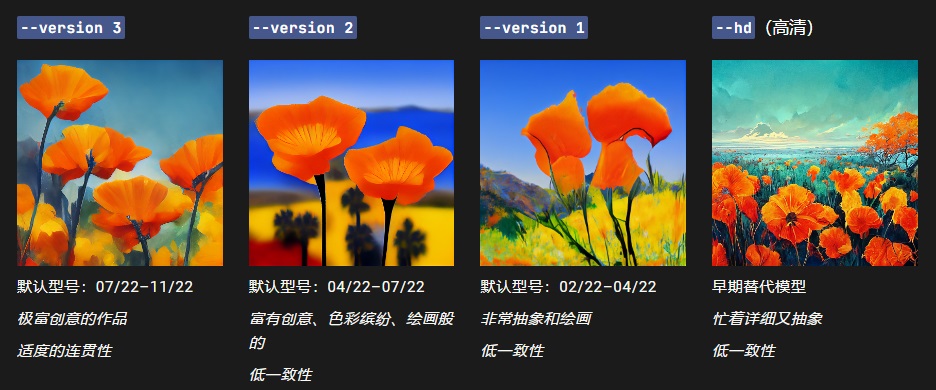 --version 3
默认型号：07/22–11/22
极富创意的作品
适度的连贯性
--version 2
默认型号：04/22–07/22
富有创意、色彩缤纷、绘画般
的
低一致性
--version 1
默认型号：02/22–04/22
非常抽象和绘画
低一致性
--hd（高清）
早期替代模型
忙着详细又抽象
低一致性